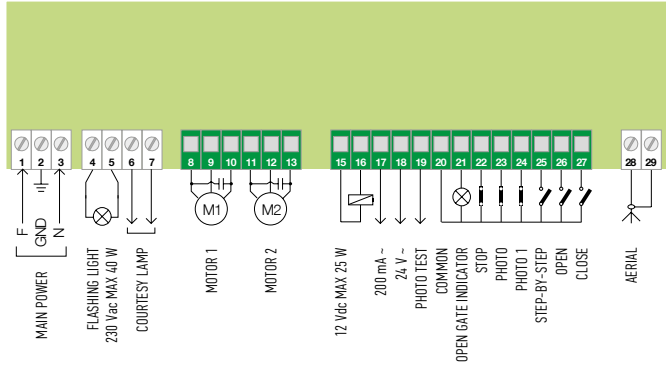 1 2 3
4 5 6 7
8 9 10 11 12 13
15 16 17 18 19 20 21 22 23 24 25 26 27
28 29
F
GND
N
MAIN POWER
FLASHING LIGHT
230 Vac MAX 40 W
COURTESY LAMP
M1
MOTOR 1
M2
MOTOR 2
12 Vdc MAX 25 W
200 mA ~
24 V ~
PHOTO TEST
COMMON
OPEN GATE INDICATOR
STOP
PHOTO
PHOTO 1
STEP-BY-STEP
OPEN
CLOSE
AERIAL